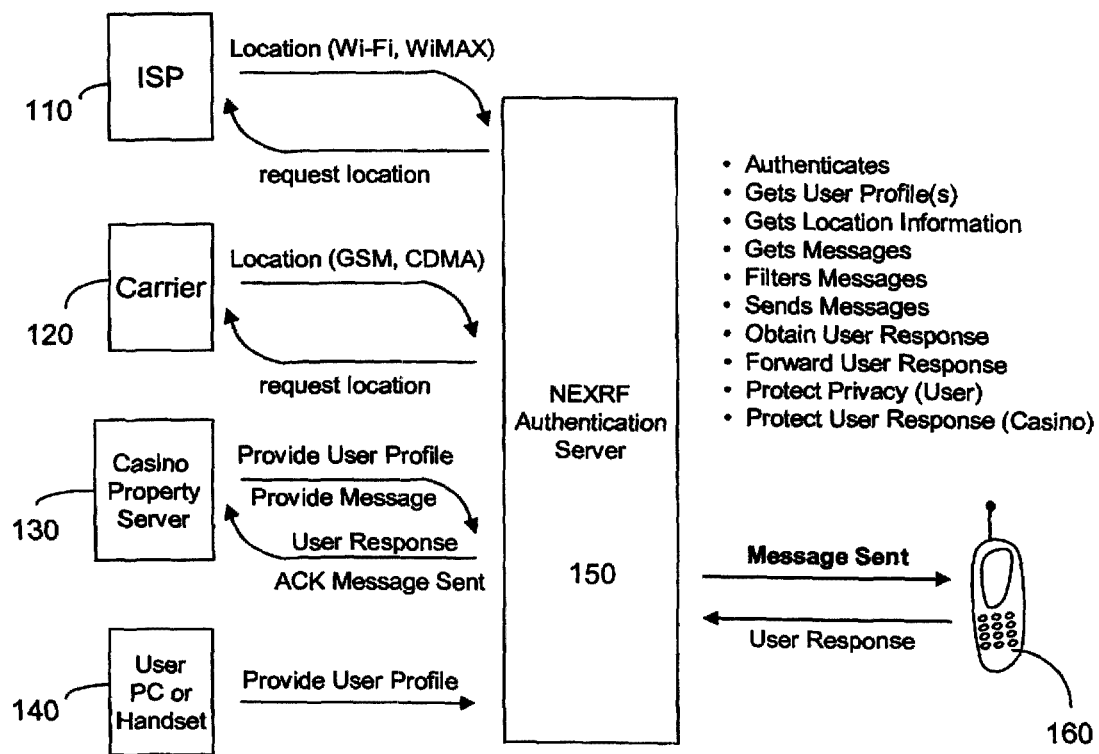 Location (Wi-Fi, WiMAX)
ISP
110
request location
Location (GSM, CDMA)
Carrier
120
request location
Casino
Property
Server
130
Provide User Profile
Provide Message
User Response
ACK Message Sent
User
PC or
Handset
140
Provide User Profile
NEXRF
Authentication
Server
150
• Authenticates
• Gets User Profile(s)
• Gets Location Information
• Gets Messages
• Filters Messages
• Sends Messages
• Obtain User Response
• Forward User Response
• Protect Privacy (User)
• Protect User Response (Casino)
Message Sent
User Response
160